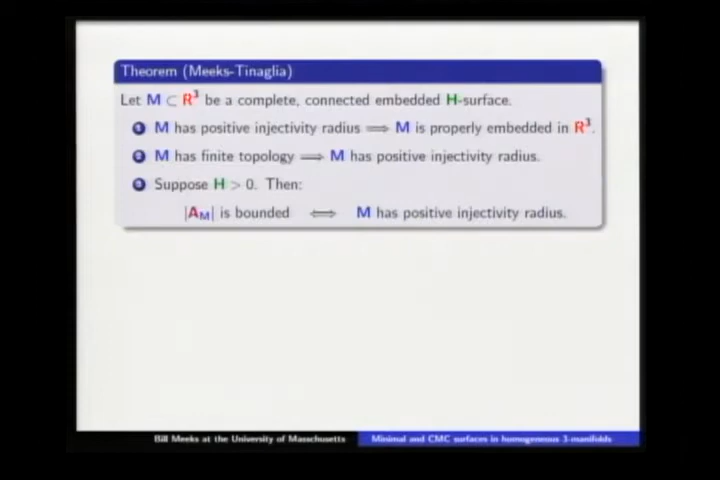 Theorem (Meeks-Tinaglia)
Let M ⊂ R³ be a complete, connected embedded H-surface.
1 M has positive injectivity radius ⟹ M is properly embedded in R³.
2 M has finite topology ⟹ M has positive injectivity radius.
3 Suppose H > 0. Then:
|A_M| is bounded ⟺ M has positive injectivity radius.
Bill Meeks at the University of Massachusetts
Minimal and CMC surfaces in homogeneous 3-manifolds